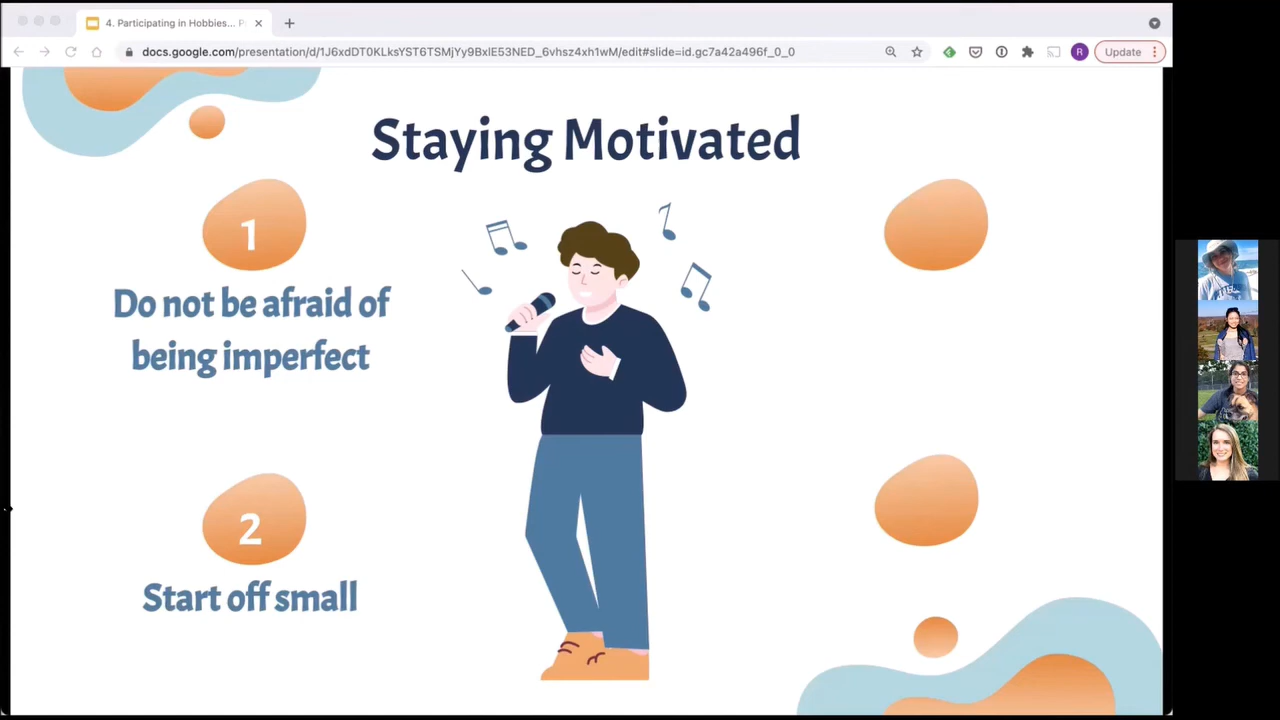 4. Participating in Hobbies... P
docs.google.com/presentation/d/1J6xdDT0KLksYST6TSMjYy9BxIE53NED_6vhsz4xh1wM/edit#slide=id.gc7a42a496f_0_0
R
Update
Staying Motivated
1
Do not be afraid of
being imperfect
2
Start off small